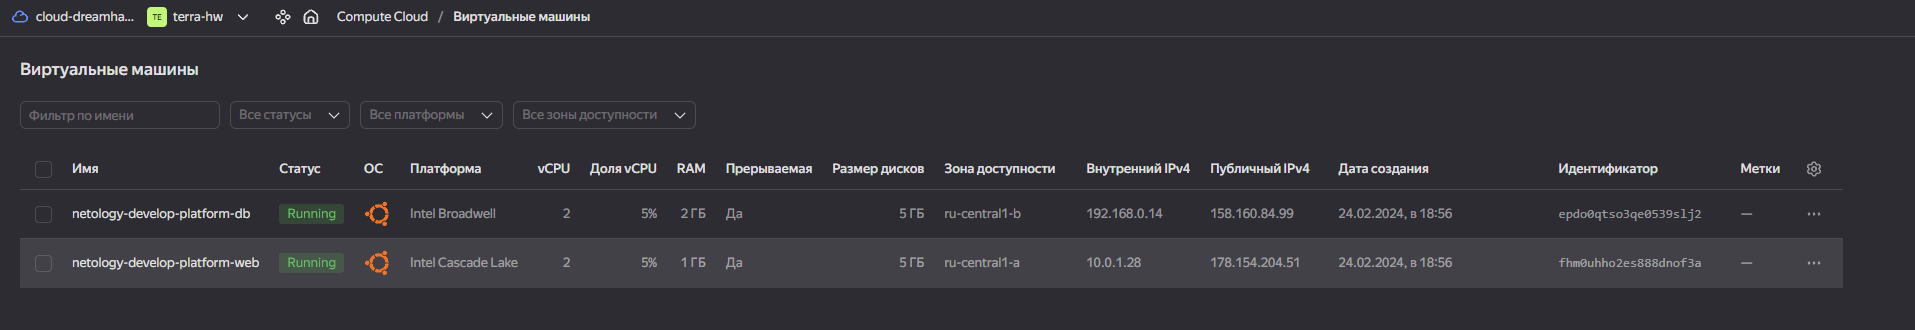 cloud-dreamha... TE terra-hw Compute Cloud / Виртуальные машины
Виртуальные машины
Фильтр по имени Все статусы Все платформы Все зоны доступности
Имя Статус ОС Платформа vCPU Доля vCPU RAM Прерываемая Размер дисков Зона доступности Внутренний IPv4 Публичный IPv4 Дата создания Идентификатор Метки
netology-develop-platform-db Running Intel Broadwell 2 5% 2 ГБ Да 5 ГБ ru-central1-b 192.168.0.14 158.160.84.99 24.02.2024, в 18:56 epdo0qtso3qe0539slj2 — ...
netology-develop-platform-web Running Intel Cascade Lake 2 5% 1 ГБ Да 5 ГБ ru-central1-a 10.0.1.28 178.154.204.51 24.02.2024, в 18:56 fhm0uhho2es888dnof3a — ...